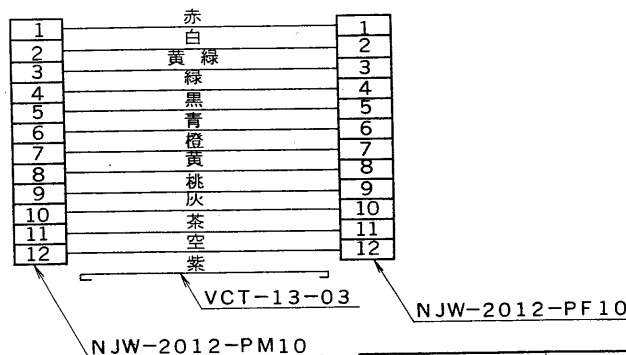 赤
1 1
白
2 2
黄 緑
3 3
緑
4 4
黒
5 5
青
6 6
橙
7 7
黄
8 8
桃
9 9
灰
10 10
茶
11 11
空
12 12
紫
VCT-13-03
NJW-2012-PF10
NJW-2012-PM10